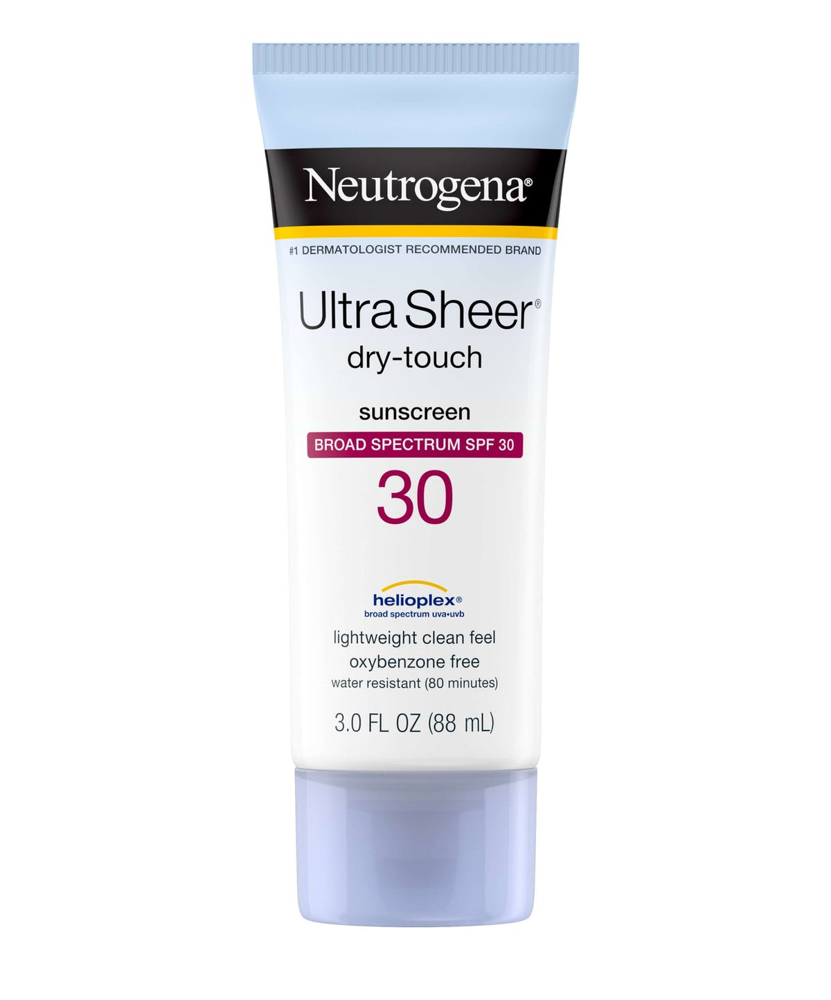 Neutrogena®
#1 DERMATOLOGIST RECOMMENDED BRAND
Ultra Sheer®
dry-touch
sunscreen
BROAD SPECTRUM SPF 30
30
helioplex®
broad spectrum uva•uvb
lightweight clean feel
oxybenzone free
water resistant (80 minutes)
3.0 FL OZ (88 mL)